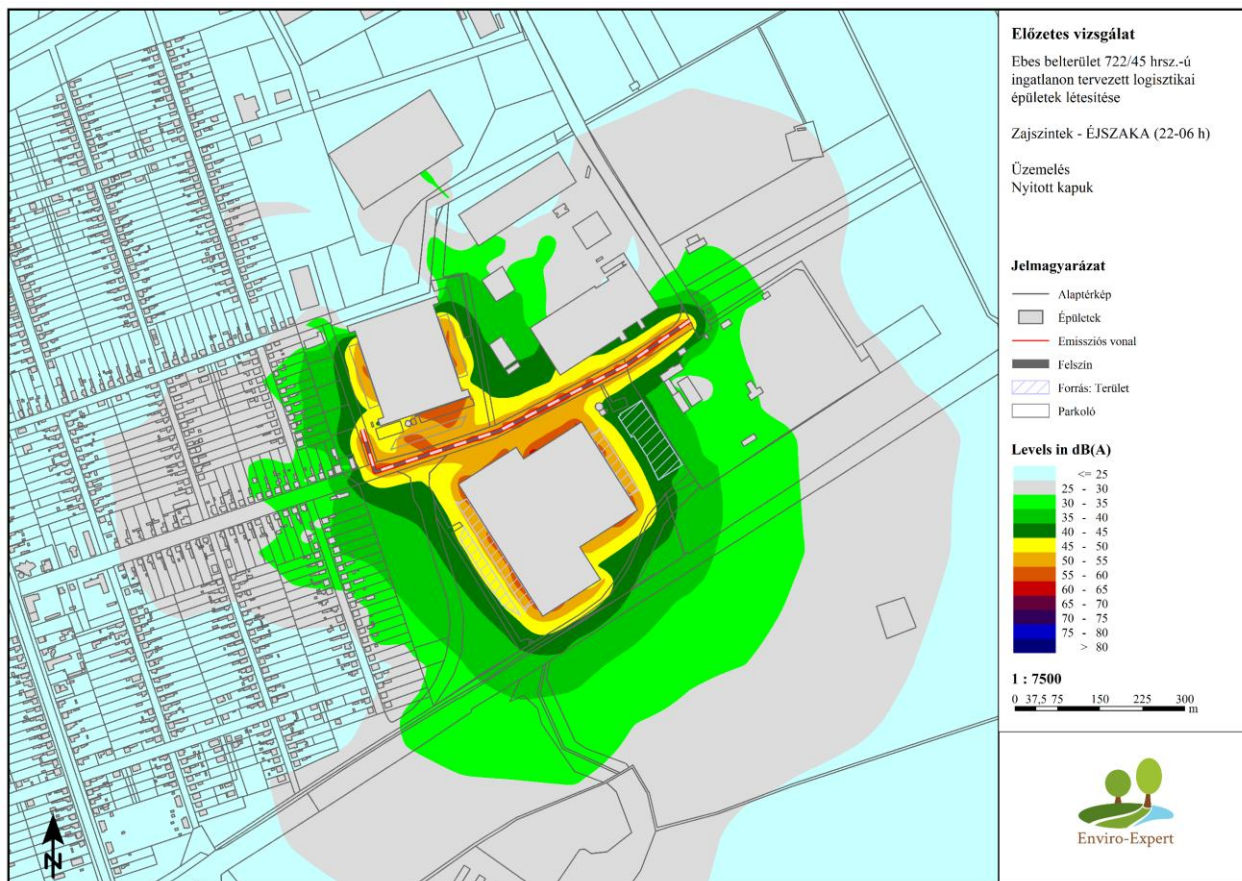 Előzetes vizsgálat
Ebes belterület 722/45 hrsz.-ú
ingatlanon tervezett logisztikai
épületek létesítése
Zajszintek - ÉJSZAKA (22-06 h)
Üzemelés
Nyitott kapuk
Jelmagyarázat
Alaptérkép
Épületek
Emissziós vonal
Felszín
Forrás: Terület
Parkoló
Levels in dB(A)
<= 25
25 - 30
30 - 35
35 - 40
40 - 45
45 - 50
50 - 55
55 - 60
60 - 65
65 - 70
70 - 75
75 - 80
> 80
1 : 7500
0 37,5 75 150 225 300
m
Enviro-Expert
N